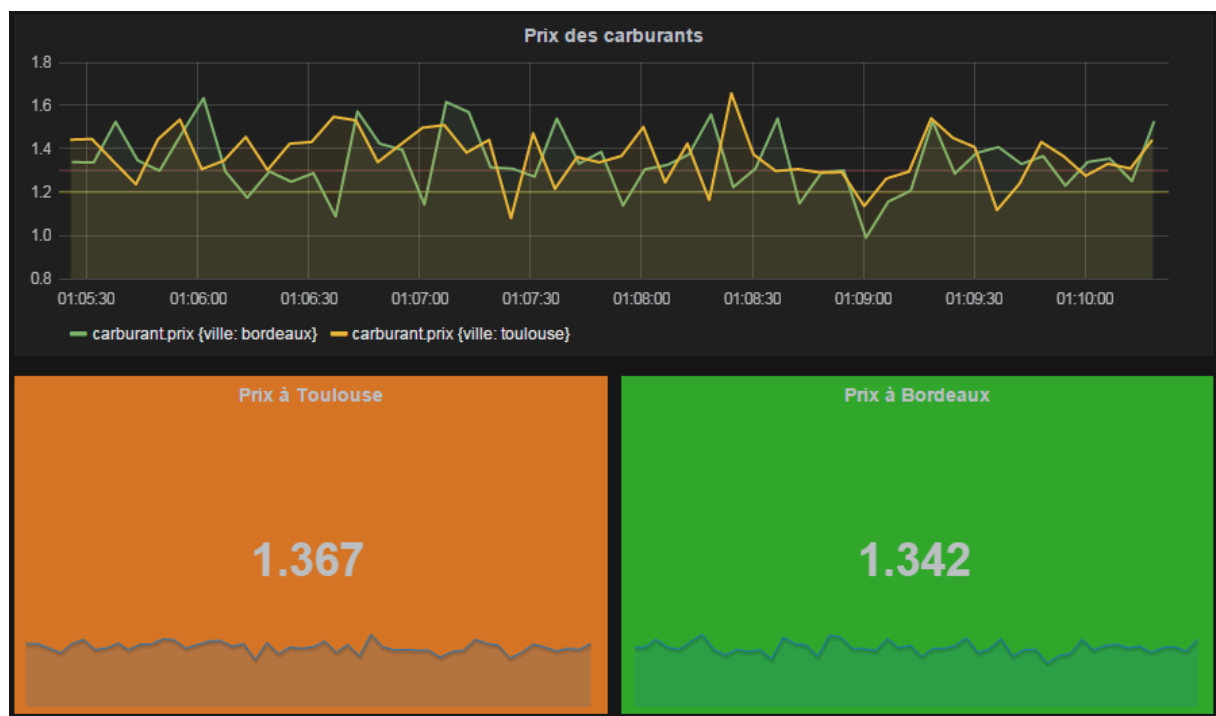 Prix des carburants
1.8
1.6
1.4
1.2
1.0
0.8
01:05:30 01:06:00 01:06:30 01:07:00 01:07:30 01:08:00 01:08:30 01:09:00 01:09:30 01:10:00
carburant.prix {ville: bordeaux} carburant.prix {ville: toulouse}
Prix à Toulouse
1.367
Prix à Bordeaux
1.342